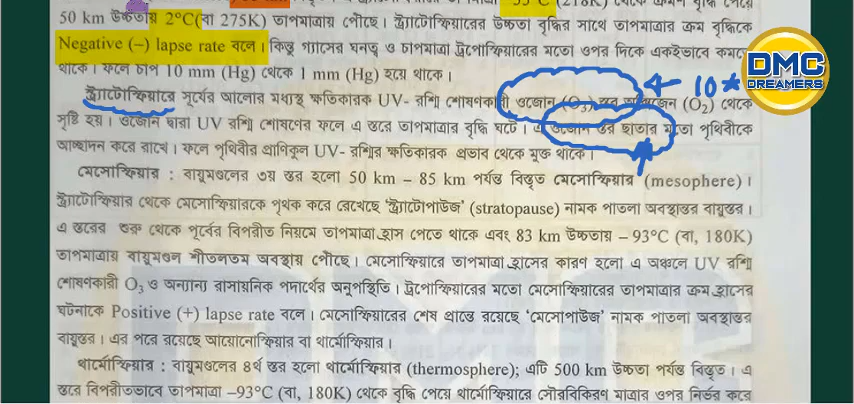 50 km উচ্চতায় 2°C(বা 275K) তাপমাত্রায় পৌঁছে। স্ট্র্যাটোস্ফিয়ারের উচ্চতা বৃদ্ধির সাথে তাপমাত্রার ক্রম বৃদ্ধিকে
Negative (–) lapse rate বলে। কিন্তু গ্যাসের ঘনত্ব ও চাপমাত্রা ট্রপোস্ফিয়ারের মতো ওপর দিকে একইভাবে কমতে
থাকে। ফলে চাপ 10 mm (Hg) থেকে 1 mm (Hg) হয়ে থাকে।
স্ট্র্যাটোস্ফিয়ারে সূর্যের আলোর মধ্যস্থ ক্ষতিকারক UV- রশ্মি শোষণকারী ওজোন (O₃) স্তর (O₂) থেকে
← 10*
DMC
DREAMERS
সৃষ্টি হয়। ওজোন দ্বারা UV রশ্মি শোষণের ফলে এ স্তরে তাপমাত্রার বৃদ্ধি ঘটে। এ ওজোন স্তর ছাতার মতো পৃথিবীকে
আচ্ছাদন করে রাখে। ফলে পৃথিবীর প্রাণিকুল UV- রশ্মির ক্ষতিকারক প্রভাব থেকে মুক্ত থাকে।
মেসোস্ফিয়ার : বায়ুমণ্ডলের ৩য় স্তর হলো 50 km – 85 km পর্যন্ত বিস্তৃত মেসোস্ফিয়ার (mesophere)।
স্ট্র্যাটোস্ফিয়ার থেকে মেসোস্ফিয়ারকে পৃথক করে রেখেছে ‘স্ট্র্যাটোপাউজ’ (stratopause) নামক পাতলা অবস্থান্তর বায়ুস্তর।
এ স্তরের শুরু থেকে পূর্বের বিপরীত নিয়মে তাপমাত্রা হ্রাস পেতে থাকে এবং 83 km উচ্চতায় – 93°C (বা, 180K)
তাপমাত্রায় বায়ুমণ্ডল শীতলতম অবস্থায় পৌঁছে। মেসোস্ফিয়ারে তাপমাত্রা হ্রাসের কারণ হলো এ অঞ্চলে UV রশ্মি
শোষণকারী O₃ ও অন্যান্য রাসায়নিক পদার্থের অনুপস্থিতি। ট্রপোস্ফিয়ারের মতো মেসোস্ফিয়ারের তাপমাত্রার ক্রম হ্রাসের
ঘটনাকে Positive (+) lapse rate বলে। মেসোস্ফিয়ারের শেষ প্রান্তে রয়েছে ‘মেসোপাউজ’ নামক পাতলা অবস্থান্তর
বায়ুস্তর। এর পরে রয়েছে আয়োনোস্ফিয়ার বা থার্মোস্ফিয়ার।
থার্মোস্ফিয়ার : বায়ুমণ্ডলের ৪র্থ স্তর হলো থার্মোস্ফিয়ার (thermosphere); এটি 500 km উচ্চতা পর্যন্ত বিস্তৃত। এ
স্তরে বিপরীতভাবে তাপমাত্রা –93°C (বা, 180K) থেকে বৃদ্ধি পেয়ে থার্মোস্ফিয়ারে সৌরবিকিরণ মাত্রার ওপর নির্ভর করে